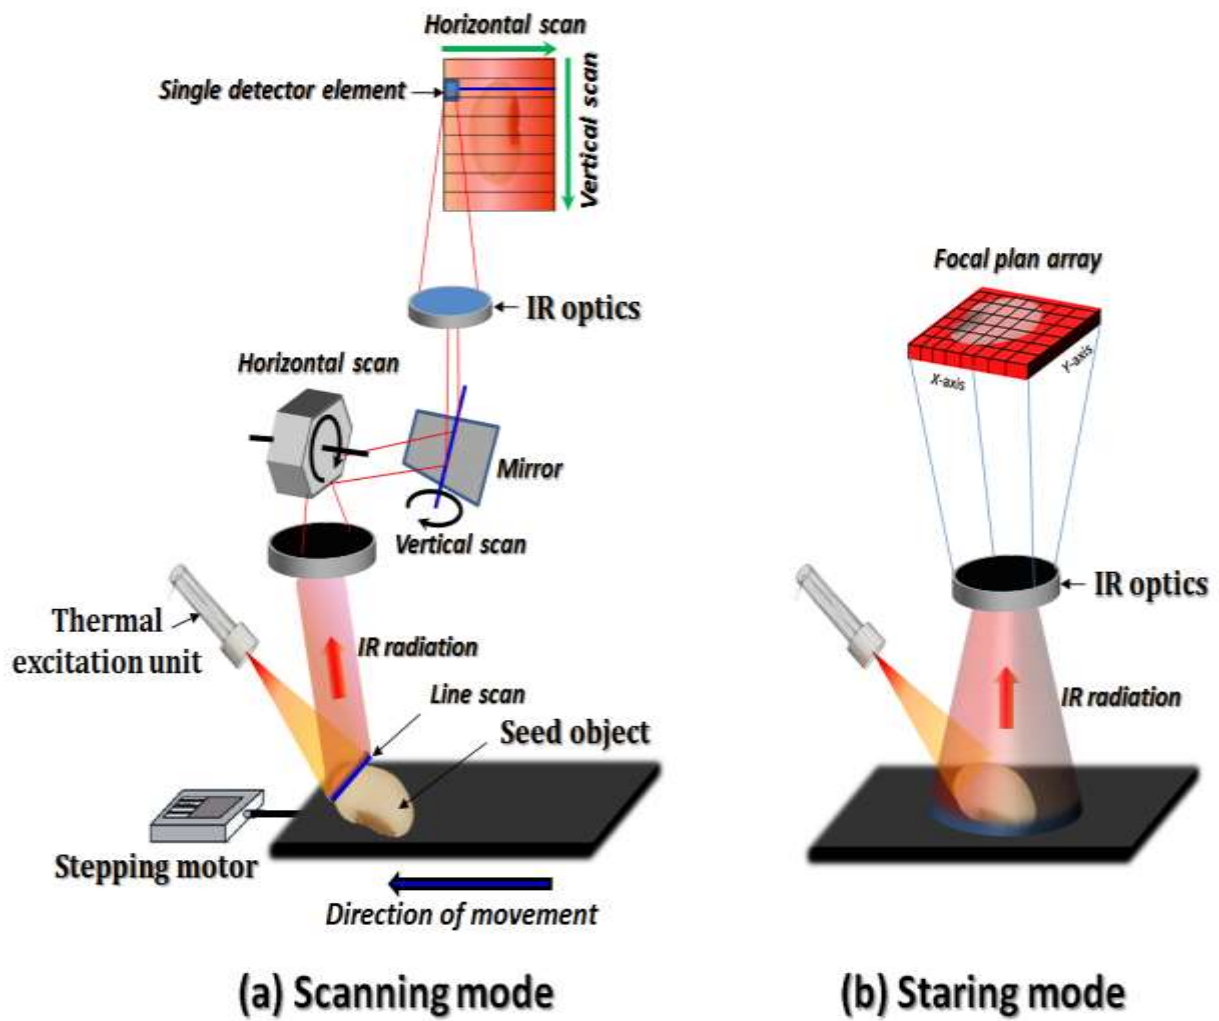 Horizontal scan
Single detector element
Vertical scan
IR optics
Horizontal scan
Mirror
Vertical scan
Thermal
excitation unit
IR radiation
Line scan
Seed object
Stepping motor
Direction of movement
(a) Scanning mode
Focal plan array
X-axis
Y-axis
IR optics
IR radiation
(b) Staring mode